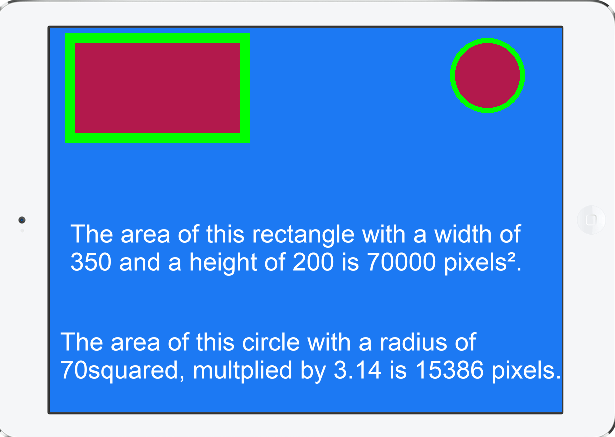 The area of this rectangle with a width of
350 and a height of 200 is 70000 pixels².
The area of this circle with a radius of
70squared, multplied by 3.14 is 15386 pixels.